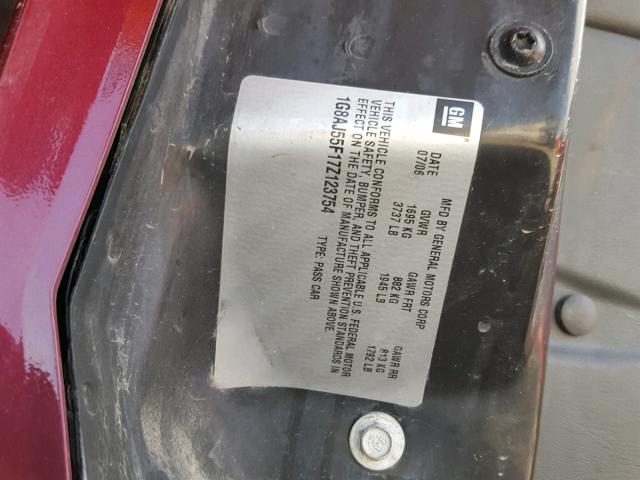 GM
MFD BY GENERAL MOTORS CORP
DATE GVWR GAWR FRT GAWR RR
07/06 1695 KG 882 KG 813 KG
3737 LB 1945 LB 1792 LB
THIS VEHICLE CONFORMS TO ALL APPLICABLE U.S. FEDERAL MOTOR
VEHICLE SAFETY, BUMPER, AND THEFT PREVENTION STANDARDS IN
EFFECT ON THE DATE OF MANUFACTURE SHOWN ABOVE.
1G8AJ55F17Z123754 TYPE: PASS CAR